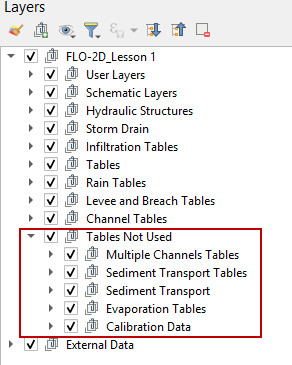 Layers
FLO-2D_Lesson 1
User Layers
Schematic Layers
Hydraulic Structures
Storm Drain
Infiltration Tables
Tables
Rain Tables
Levee and Breach Tables
Channel Tables
Tables Not Used
Multiple Channels Tables
Sediment Transport Tables
Sediment Transport
Evaporation Tables
Calibration Data
External Data